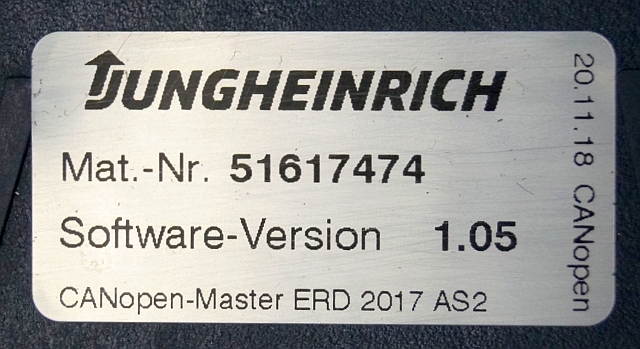 JUNGHEINRICH
Mat.-Nr. 51617474
Software-Version 1.05
CANopen-Master ERD 2017 AS2
20.11.18 CANopen